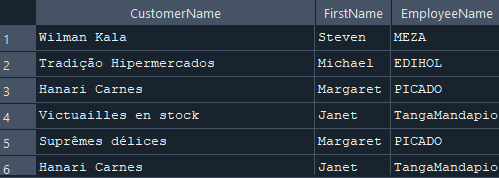 CustomerName FirstName EmployeeName
1 Wilman Kala Steven MEZA
2 Tradição Hipermercados Michael EDIHOL
3 Hanari Carnes Margaret PICADO
4 Victuailles en stock Janet TangaMandapio
5 Suprêmes délices Margaret PICADO
6 Hanari Carnes Janet TangaMandapio